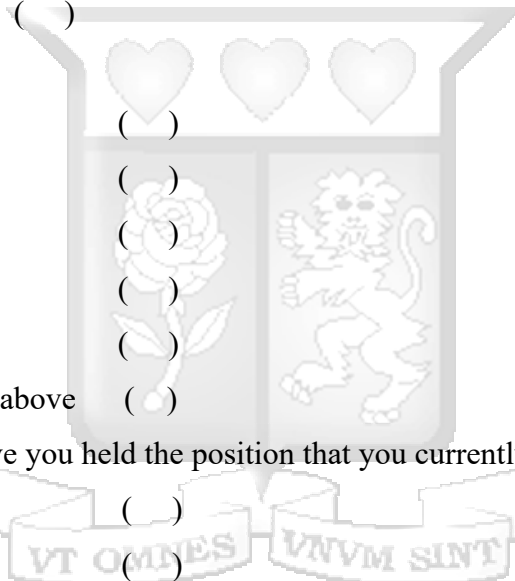 ( )
( )
( )
( )
( )
( )
above ( )
ve you held the position that you currentl
( )
( )
VT OMNES VNVM SINT